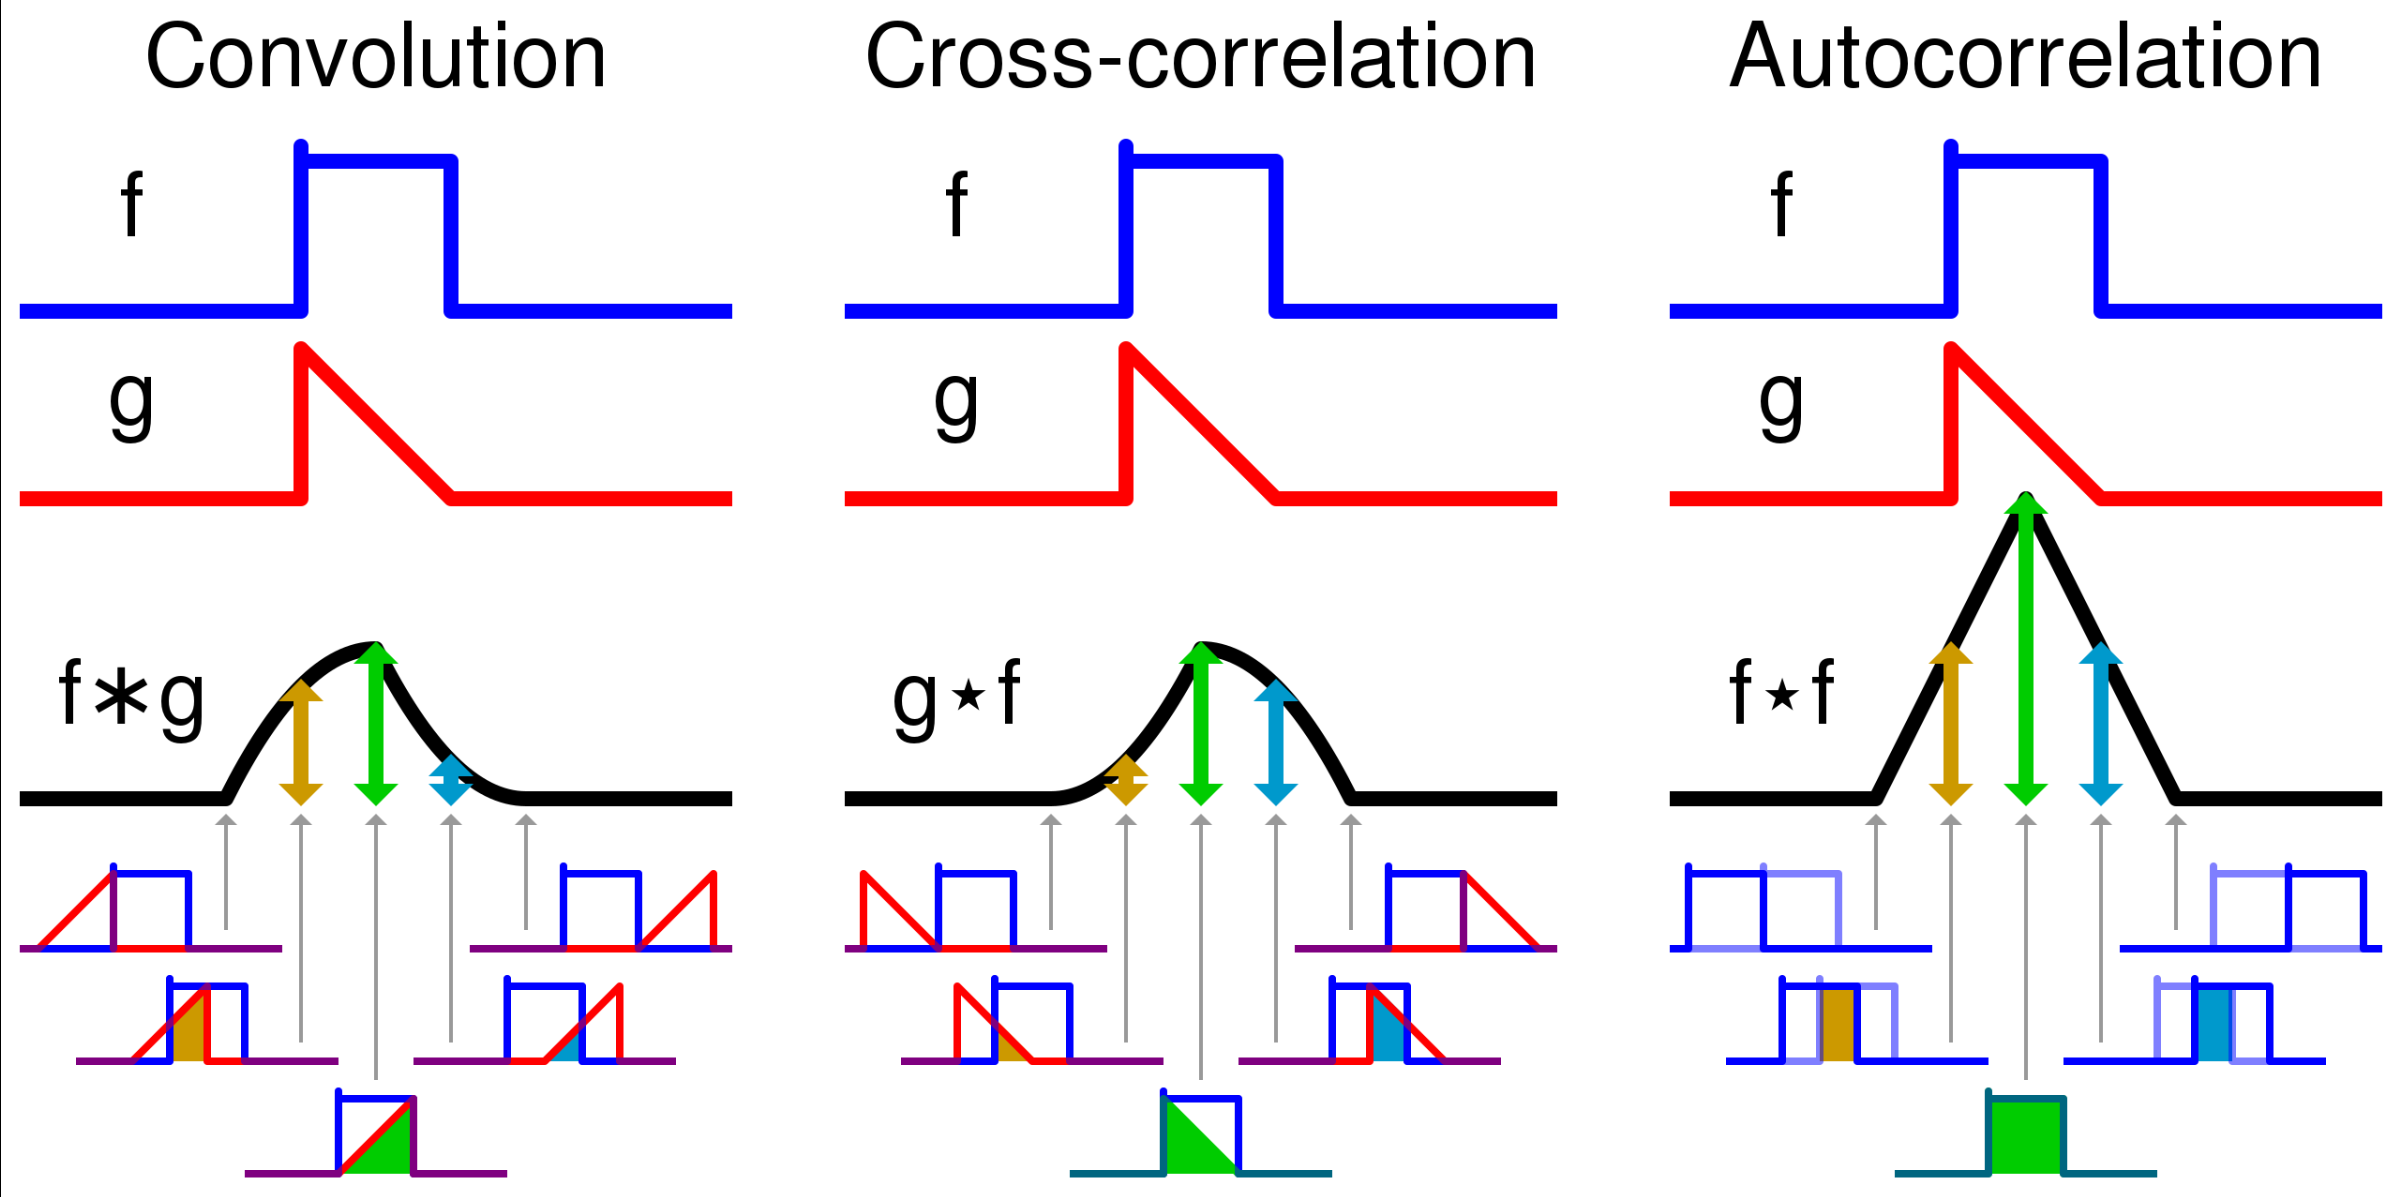 Convolution
Cross-correlation
Autocorrelation
f
f
f
g
g
g
f∗g
g⋆f
f⋆f